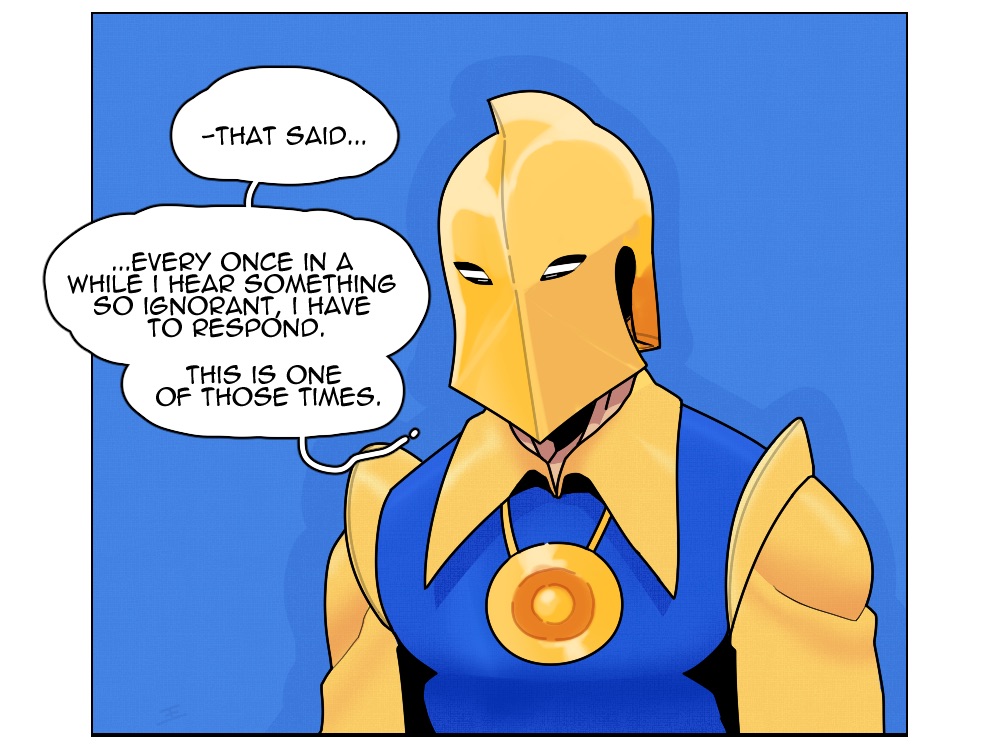 -THAT SAID...
...EVERY ONCE IN A
WHILE I HEAR SOMETHING
SO IGNORANT, I HAVE
TO RESPOND.
THIS IS ONE
OF THOSE TIMES.